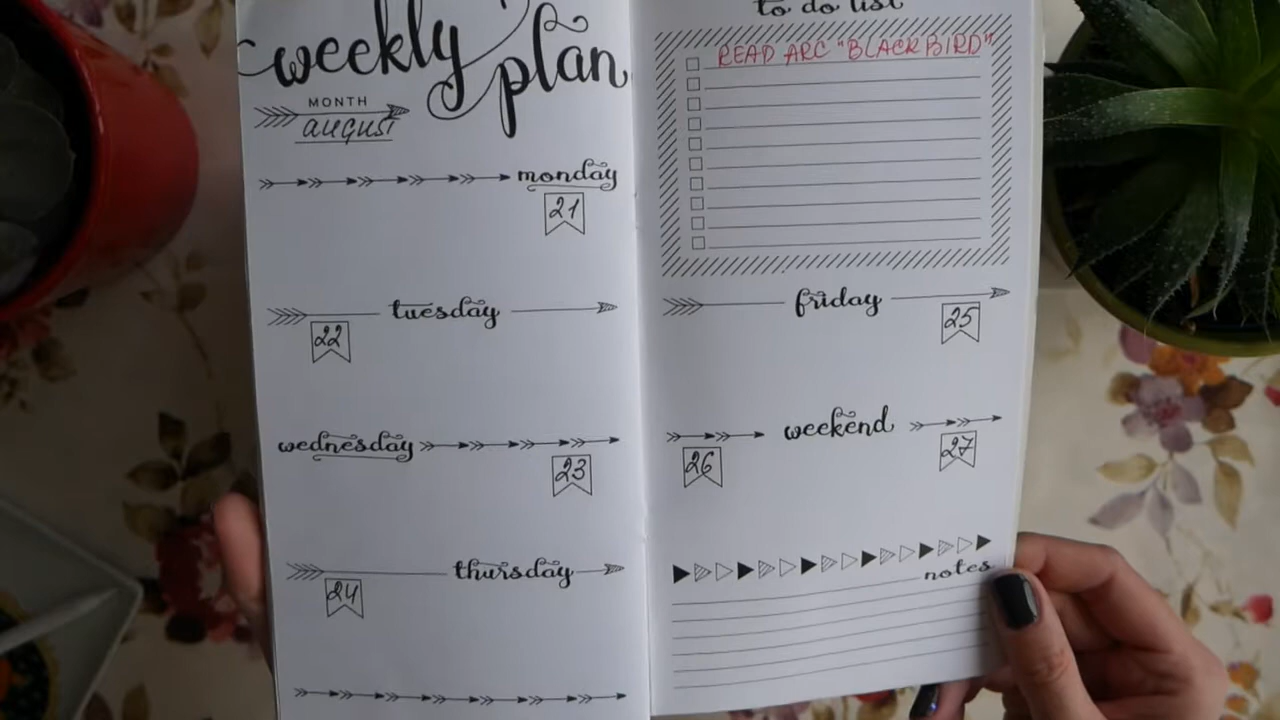 weekly
plan
MONTH
AUGUST
monday
21
tuesday
22
wednesday
23
thursday
24
to do list
READ ARC "BLACKBIRD"
friday
25
weekend
26
27
notes